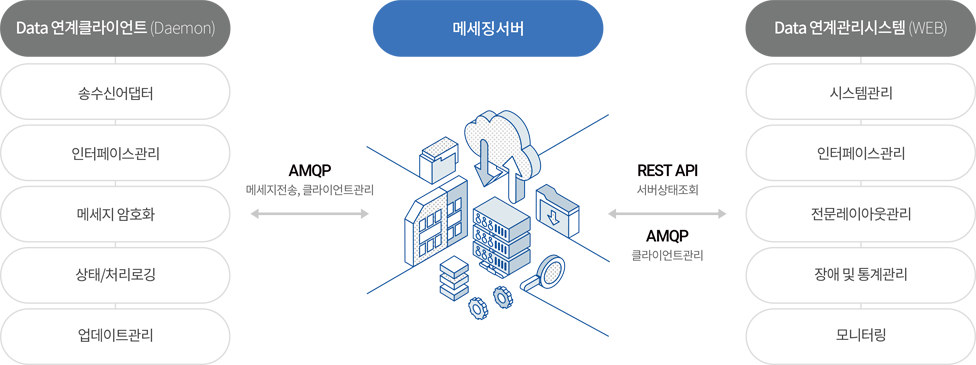 Data 연계클라이언트 (Daemon)
송수신어댑터
인터페이스관리
메세지 암호화
상태/처리로깅
업데이트관리
메세징서버
AMQP
메세지전송, 클라이언트관리
REST API
서버상태조회
AMQP
클라이언트관리
Data 연계관리시스템 (WEB)
시스템관리
인터페이스관리
전문레이아웃관리
장애 및 통계관리
모니터링